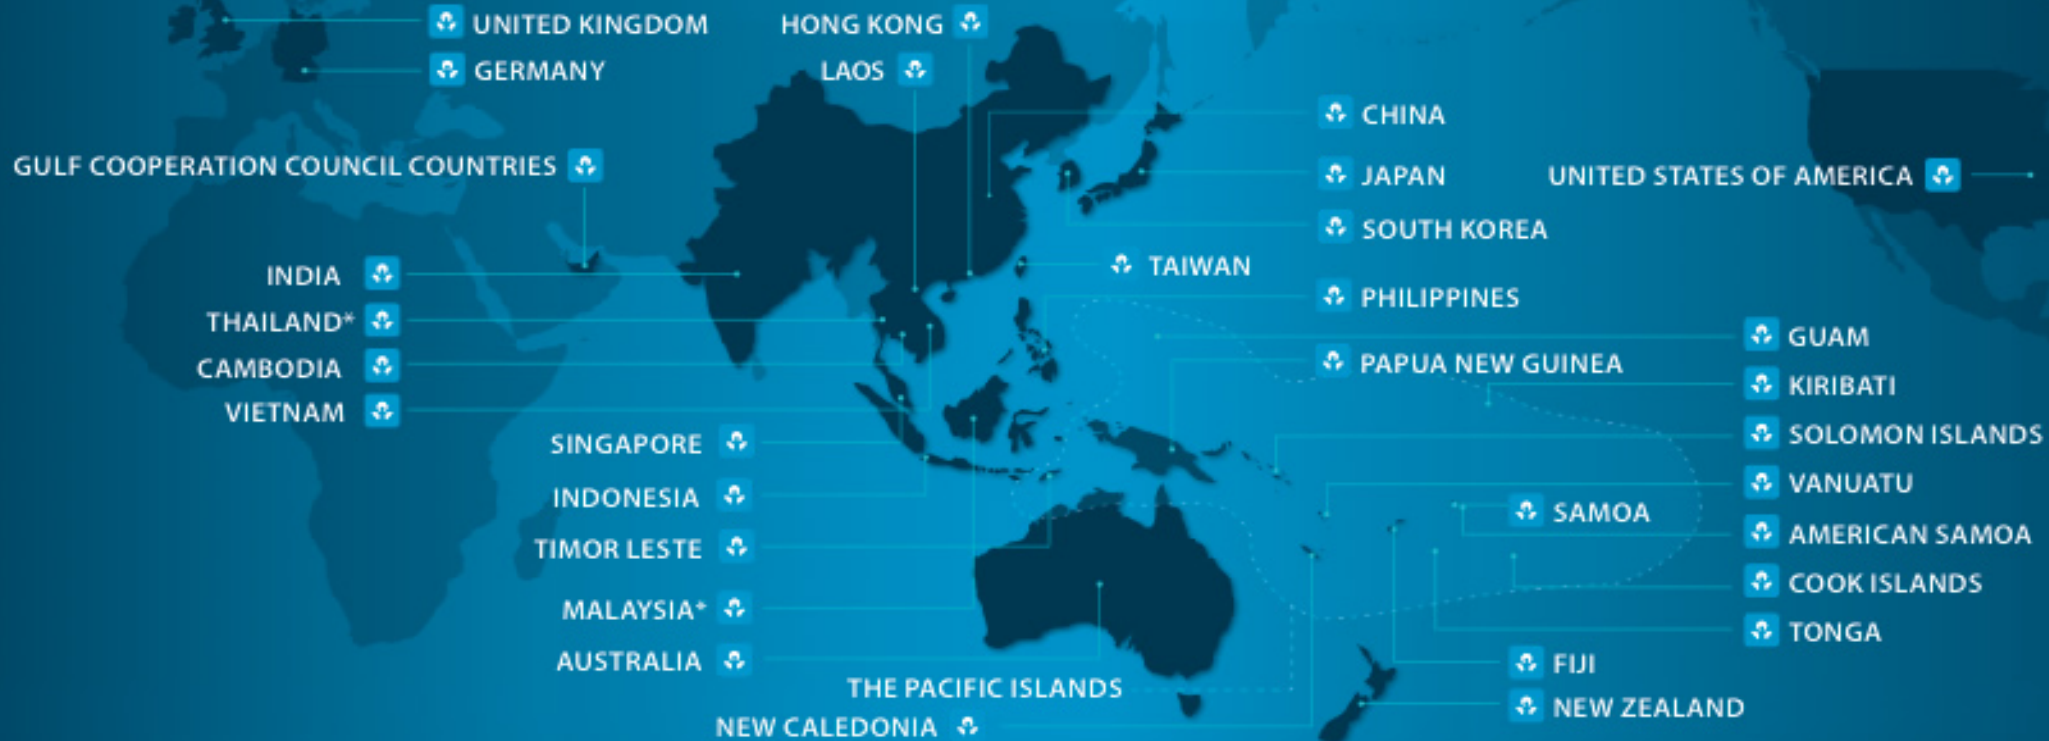 UNITED KINGDOM
HONG KONG
GERMANY
LAOS
CHINA
GULF COOPERATION COUNCIL COUNTRIES
JAPAN
UNITED STATES OF AMERICA
SOUTH KOREA
TAIWAN
INDIA
PHILIPPINES
THAILAND*
GUAM
CAMBODIA
PAPUA NEW GUINEA
KIRIBATI
VIETNAM
SOLOMON ISLANDS
SINGAPORE
VANUATU
INDONESIA
SAMOA
AMERICAN SAMOA
TIMOR LESTE
COOK ISLANDS
MALAYSIA*
TONGA
AUSTRALIA
FIJI
THE PACIFIC ISLANDS
NEW ZEALAND
NEW CALEDONIA